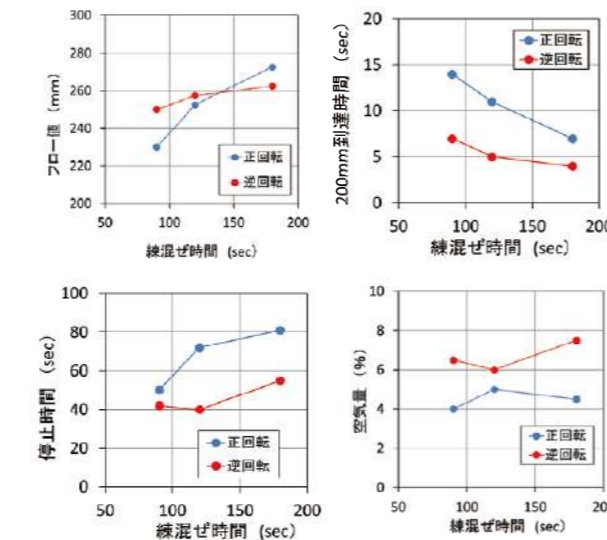 300
280
260
240
220
200
フロー値 (mm)
正回転
逆回転
50 100 150 200
練混ぜ時間 (sec)
20
15
10
5
0
200mm到達時間 (sec)
正回転
逆回転
50 100 150 200
練混ぜ時間 (sec)
100
80
60
40
20
0
停止時間 (sec)
正回転
逆回転
50 100 150 200
練混ぜ時間 (sec)
10
8
6
4
2
0
空気量 (%)
正回転
逆回転
50 100 150 200
練混ぜ時間 (sec)